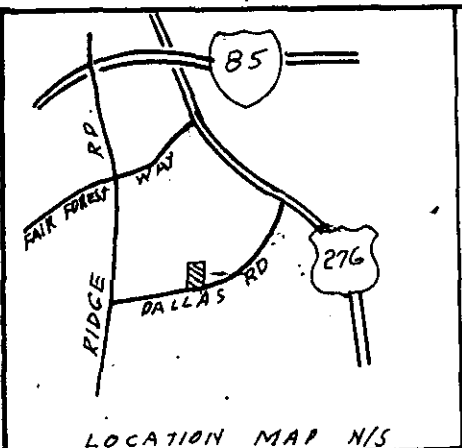 85
RD.
FAIR FOREST WAY
276
DALLAS RD
RIDGE
LOCATION MAP N/S